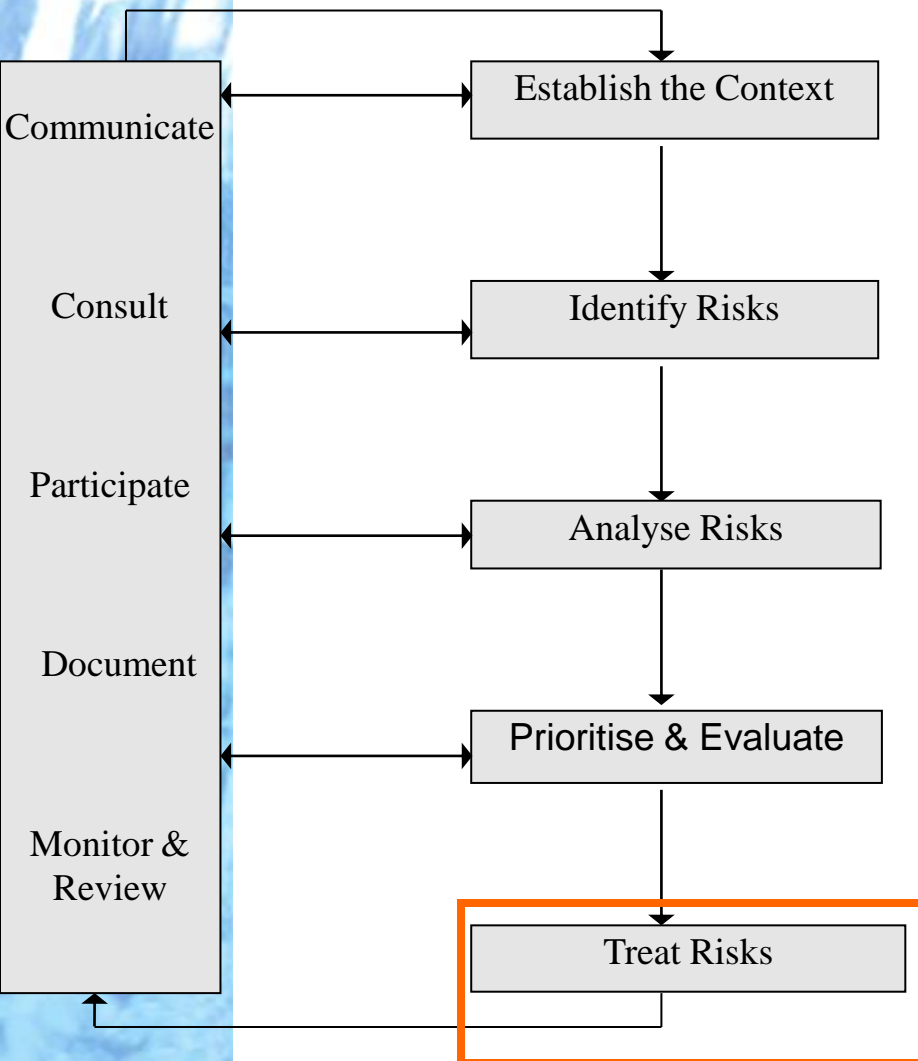 Communicate
Consult
Participate
Document
Monitor &
Review
Establish the Context
Identify Risks
Analyse Risks
Prioritise & Evaluate
Treat Risks